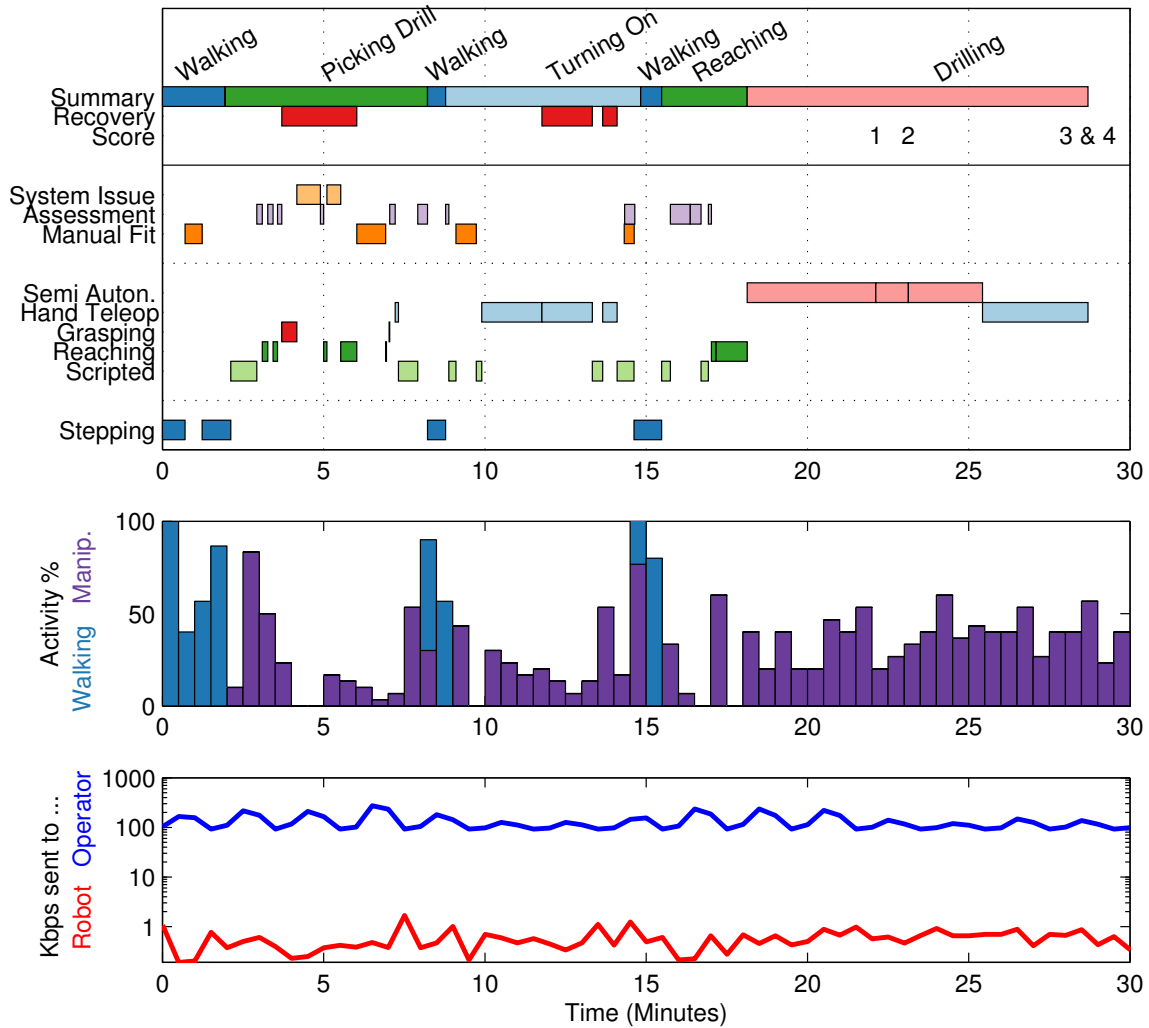 Walking Picking Drill Walking Turning On Walking Reaching Drilling
Summary
Recovery
Score 1 2 3 & 4
System Issue
Assessment
Manual Fit
Semi Auton.
Hand Teleop
Grasping
Reaching
Scripted
Stepping
0 5 10 15 20 25 30
Activity %
Walking Manip.
100
50
0
0 5 10 15 20 25 30
Kbps sent to ...
Robot Operator
1000
100
10
1
0 5 10 15 20 25 30
Time (Minutes)